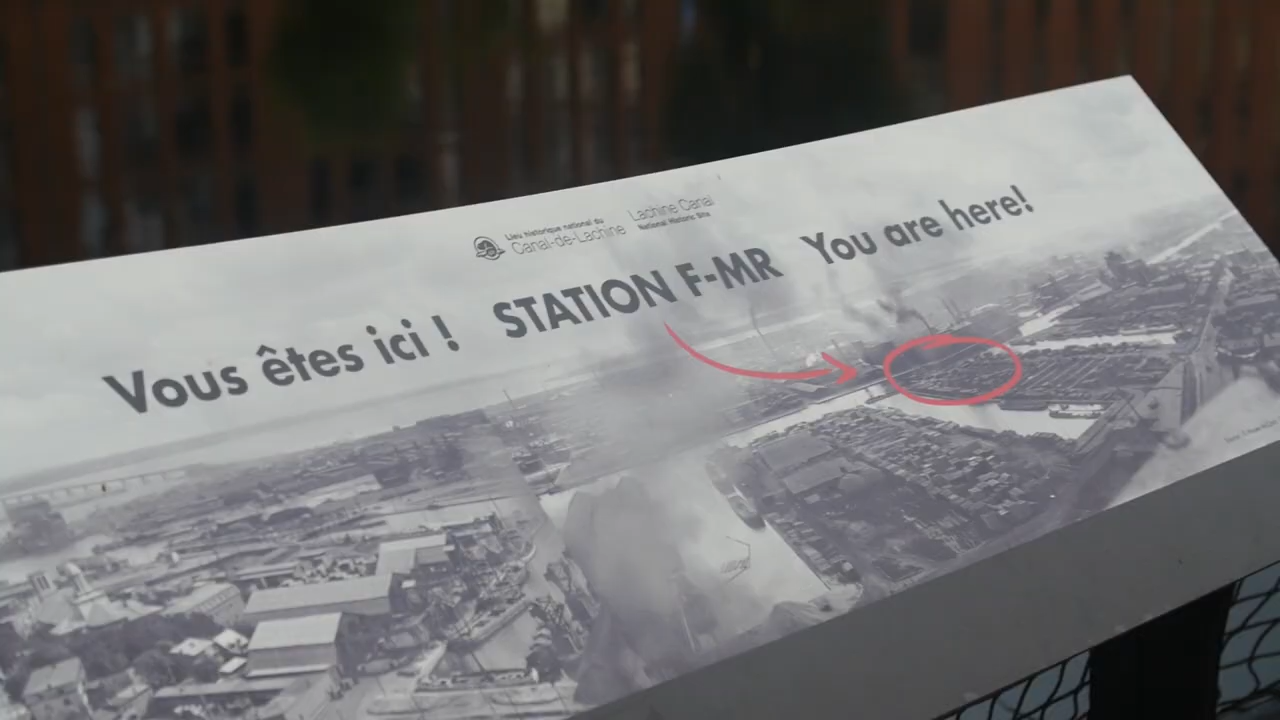 Lieu historique national du
Canal-de-Lachine
Lachine Canal
National Historic Site
Vous êtes ici !
STATION F-MR
You are here!